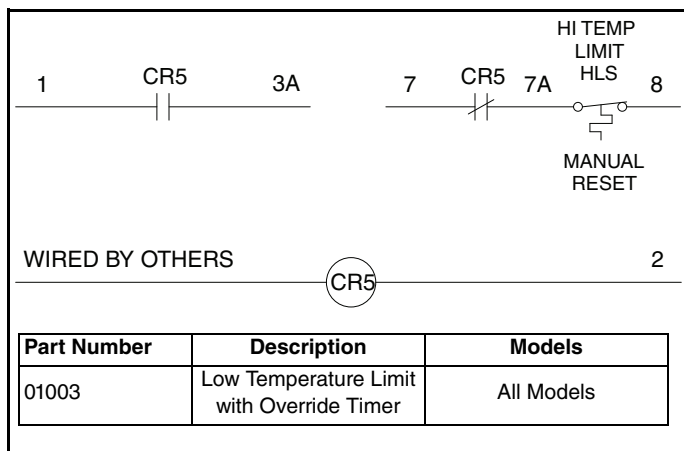 HI TEMP
LIMIT
HLS
1 CR5 3A 7 CR5 7A 8
MANUAL
RESET
WIRED BY OTHERS 2
CR5
Part Number Description Models
01003 Low Temperature Limit with Override Timer All Models